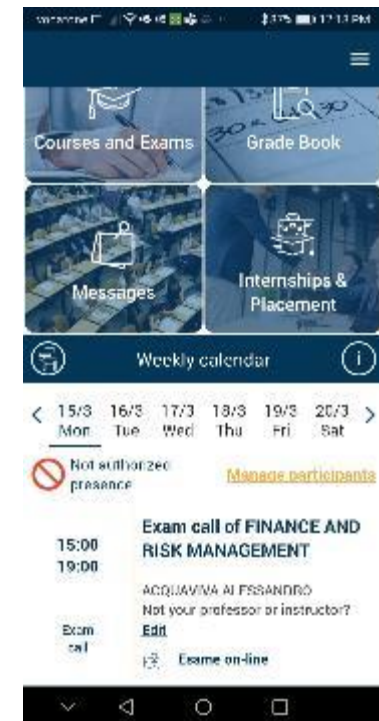 Courses and Exams
Grade Book
Messages
Internships &
Placement
Weekly calendar
15/3 16/3 17/3 18/3 19/3 20/3
Mon Tue Wed Thu Fri Sat
Not authorized
presence
Manage participants
15:00
19:00
Exam call of FINANCE AND
RISK MANAGEMENT
ACQUAVIVA ALESSANDRO
Not your professor or instructor?
Edit
Exam
call
Esame on-line